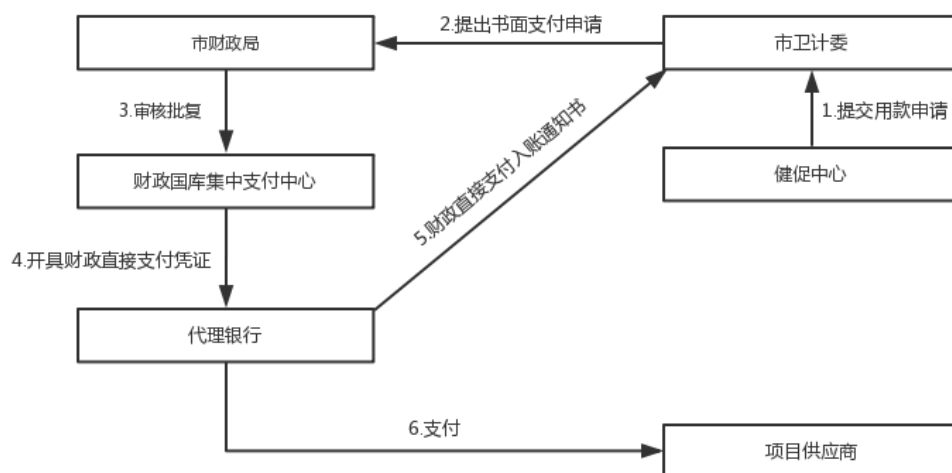 市财政局
2.提出书面支付申请
市卫计委
3.审核批复
1.提交用款申请
财政国库集中支付中心
健促中心
5.财政直接支付入账通知书
4.开具财政直接支付凭证
代理银行
6.支付
项目供应商